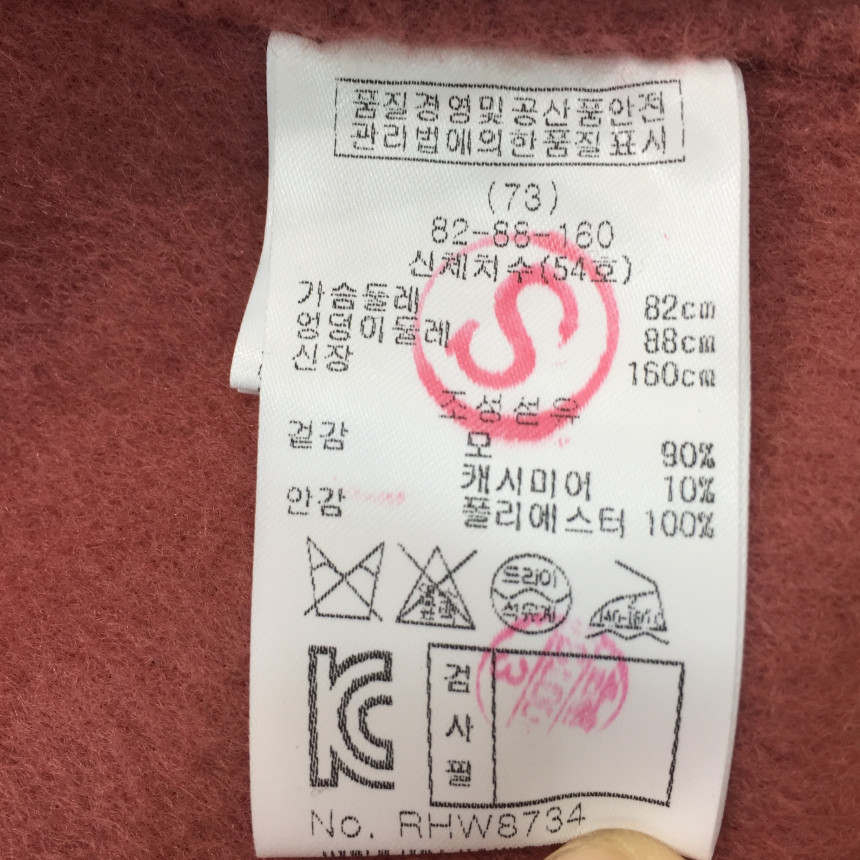 품질경영및공산품안전
관리법에의한품질표시
(73)
82-88-160
신체치수(54호)
가슴둘레 82cm
엉덩이둘레 88cm
신장 160cm
S
조성섬유
겉감 모 90%
캐시미어 10%
안감 폴리에스터 100%
드라이
석유계
검
사
필
No. RHW8734